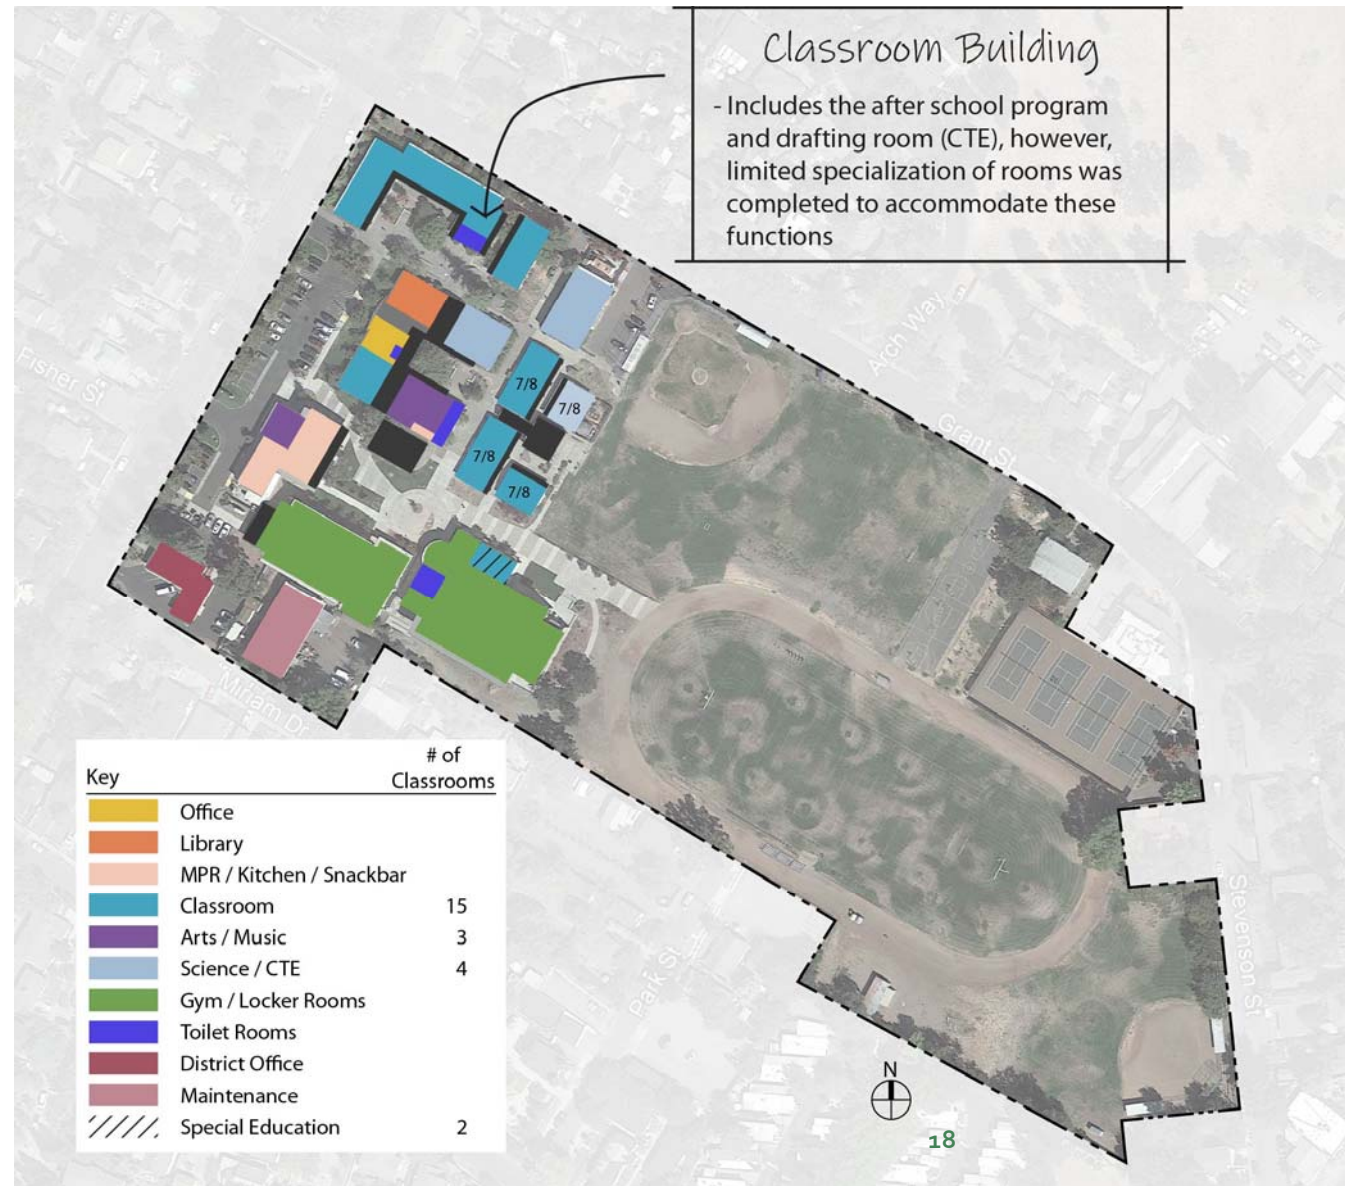 Classroom Building
- Includes the after school program
and drafting room (CTE), however,
limited specialization of rooms was
completed to accommodate these
functions
Fisher St
Arch Way
Grant St
7/8
7/8
7/8
7/8
Miriam Dr
Park St
Stevenson St
Key
# of
Classrooms
Office
Library
MPR / Kitchen / Snackbar
Classroom 15
Arts / Music 3
Science / CTE 4
Gym / Locker Rooms
Toilet Rooms
District Office
Maintenance
Special Education 2
N
18